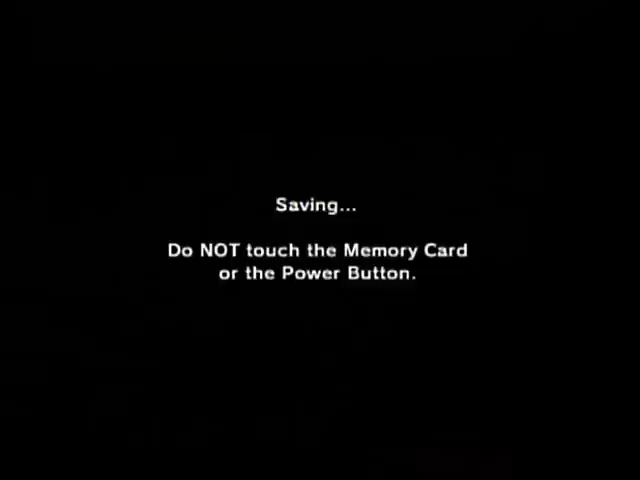 Saving...
Do NOT touch the Memory Card
or the Power Button.